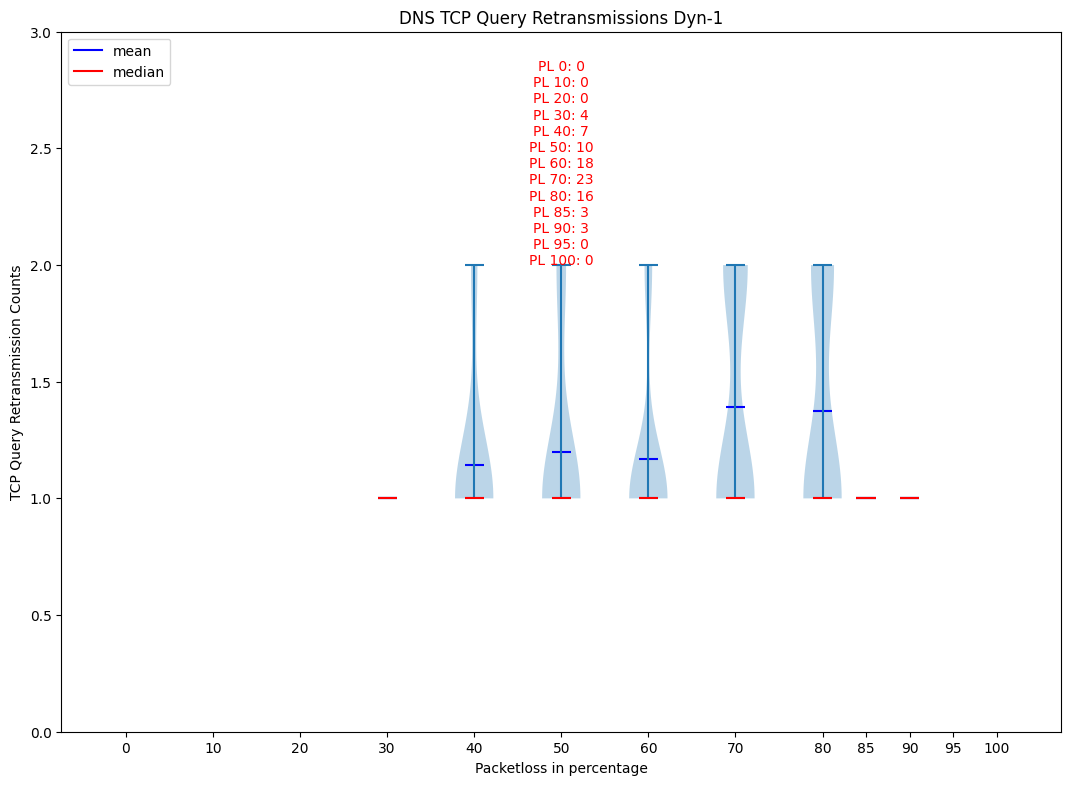 DNS TCP Query Retransmissions Dyn-1
mean
median
PL 0: 0
PL 10: 0
PL 20: 0
PL 30: 4
PL 40: 7
PL 50: 10
PL 60: 18
PL 70: 23
PL 80: 16
PL 85: 3
PL 90: 3
PL 95: 0
PL 100: 0
TCP Query Retransmission Counts
3.0
2.5
2.0
1.5
1.0
0.5
0.0
0 10 20 30 40 50 60 70 80 85 90 95 100
Packetloss in percentage